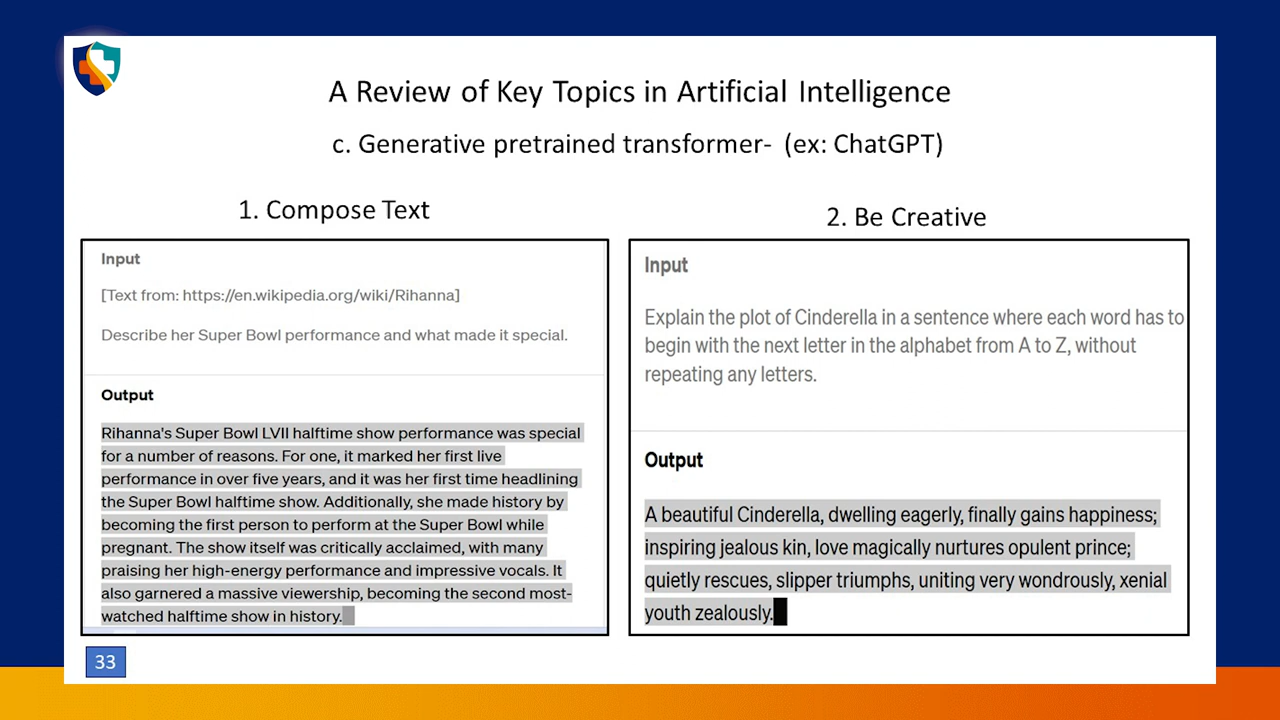 A Review of Key Topics in Artificial Intelligence
c. Generative pretrained transformer- (ex: ChatGPT)
1. Compose Text
Input
[Text from: https://en.wikipedia.org/wiki/Rihanna]
Describe her Super Bowl performance and what made it special.
Output
Rihanna's Super Bowl LVII halftime show performance was special
for a number of reasons. For one, it marked her first live
performance in over five years, and it was her first time headlining
the Super Bowl halftime show. Additionally, she made history by
becoming the first person to perform at the Super Bowl while
pregnant. The show itself was critically acclaimed, with many
praising her high-energy performance and impressive vocals. It
also garnered a massive viewership, becoming the second most-
watched halftime show in history.
2. Be Creative
Input
Explain the plot of Cinderella in a sentence where each word has to
begin with the next letter in the alphabet from A to Z, without
repeating any letters.
Output
A beautiful Cinderella, dwelling eagerly, finally gains happiness;
inspiring jealous kin, love magically nurtures opulent prince;
quietly rescues, slipper triumphs, uniting very wondrously, xenial
youth zealously.
33